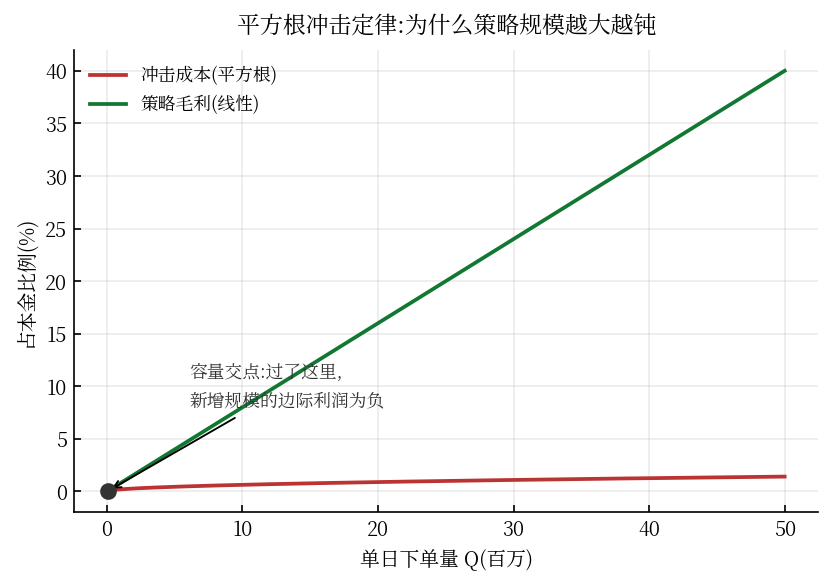 平方根冲击定律:为什么策略规模越大越钝
冲击成本(平方根)
策略毛利(线性)
40
35
30
25
20
15
10
5
0
占本金比例(%)
容量交点:过了这里,
新增规模的边际利润为负
0
10
20
30
40
50
单日下单量 Q(百万)